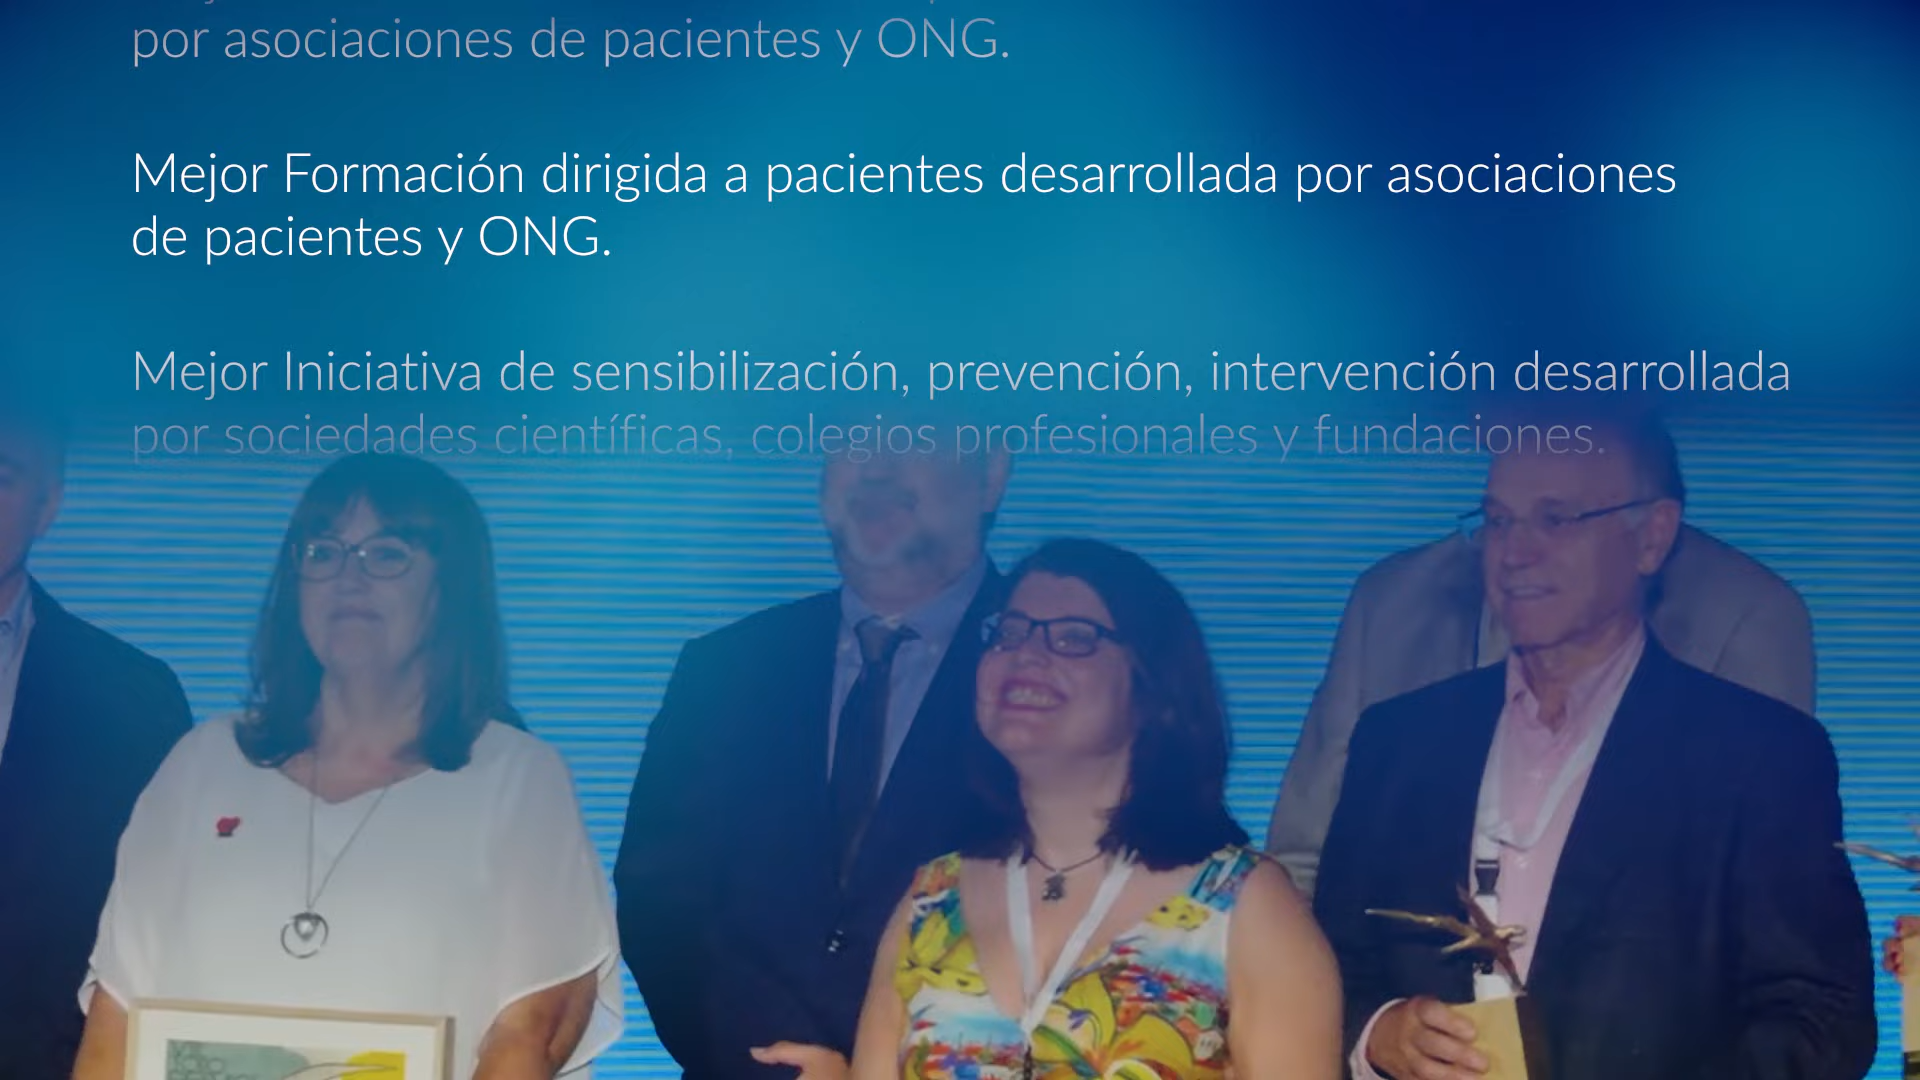 por asociaciones de pacientes y ONG.
Mejor Formación dirigida a pacientes desarrollada por asociaciones
de pacientes y ONG.
Mejor Iniciativa de sensibilización, prevención, intervención desarrollada
por sociedades científicas, colegios profesionales y fundaciones.